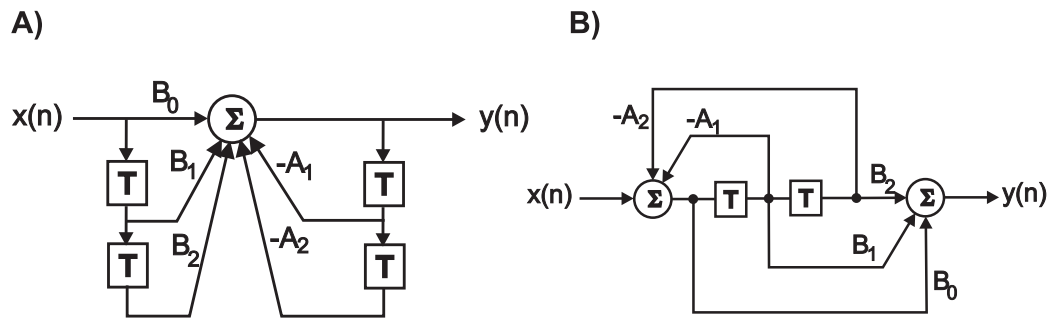 A)
B)
x(n)
B0
Σ
y(n)
T
B1
-A1
T
T
B2
-A2
T
-A2
-A1
x(n)
Σ
T
T
B2
Σ
y(n)
B1
B0